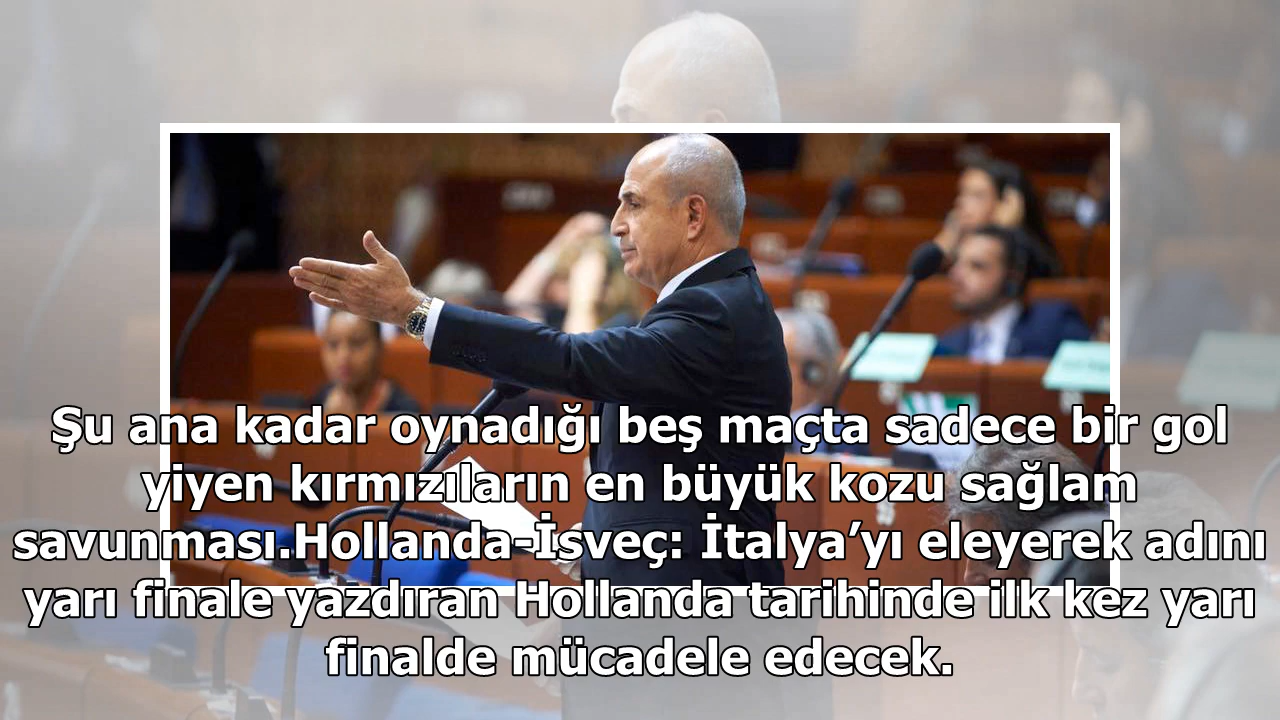 Şu ana kadar oynadığı beş maçta sadece bir gol
yiyen kırmızıların en büyük kozu sağlam
savunması.Hollanda-İsveç: İtalya’yı eleyerek adını
yarı finale yazdıran Hollanda tarihinde ilk kez yarı
finalde mücadele edecek.